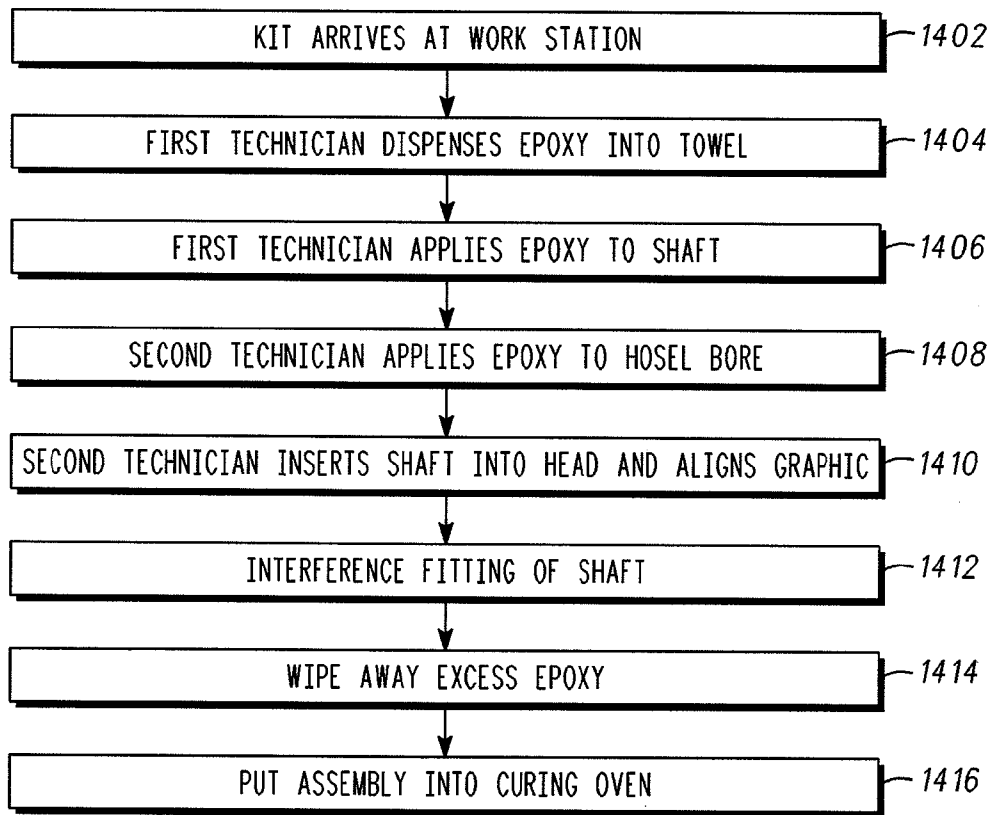 KIT ARRIVES AT WORK STATION 1402
FIRST TECHNICIAN DISPENSES EPOXY INTO TOWEL 1404
FIRST TECHNICIAN APPLIES EPOXY TO SHAFT 1406
SECOND TECHNICIAN APPLIES EPOXY TO HOSEL BORE 1408
SECOND TECHNICIAN INSERTS SHAFT INTO HEAD AND ALIGNS GRAPHIC 1410
INTERFERENCE FITTING OF SHAFT 1412
WIPE AWAY EXCESS EPOXY 1414
PUT ASSEMBLY INTO CURING OVEN 1416